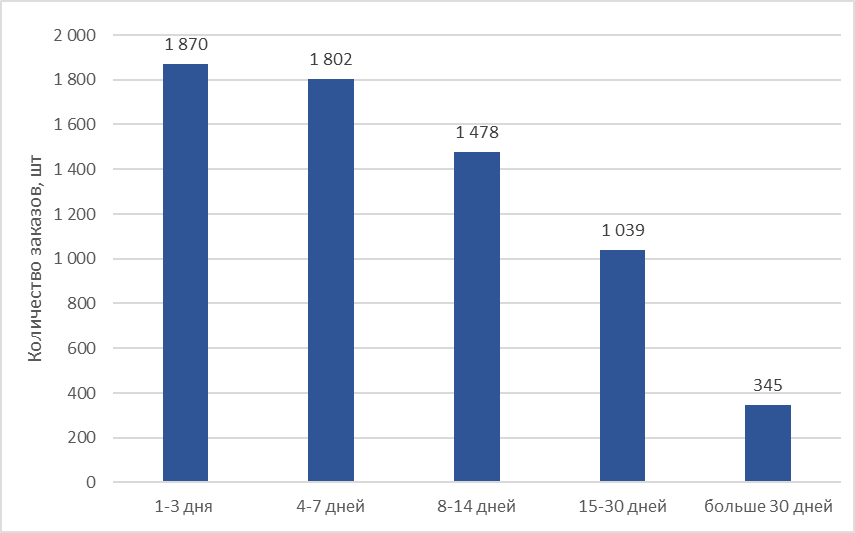 Количество заказов, шт
2 000
1 800
1 600
1 400
1 200
1 000
800
600
400
200
0
1 870
1 802
1 478
1 039
345
1-3 дня
4-7 дней
8-14 дней
15-30 дней
больше 30 дней